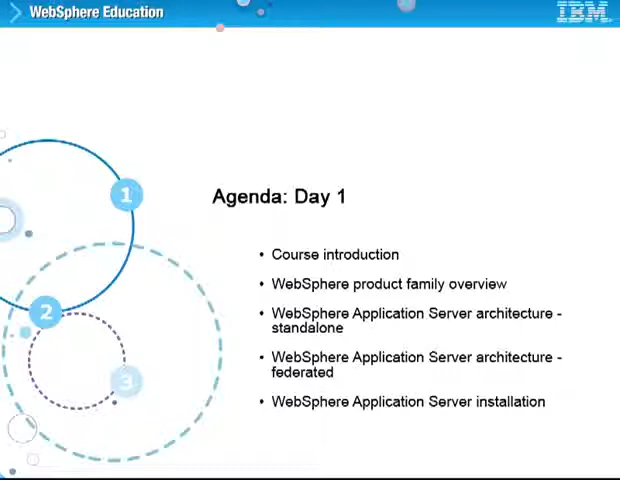 WebSphere Education
IBM
1
Agenda: Day 1
• Course introduction
• WebSphere product family overview
• WebSphere Application Server architecture -
standalone
2
• WebSphere Application Server architecture -
federated
3
• WebSphere Application Server installation